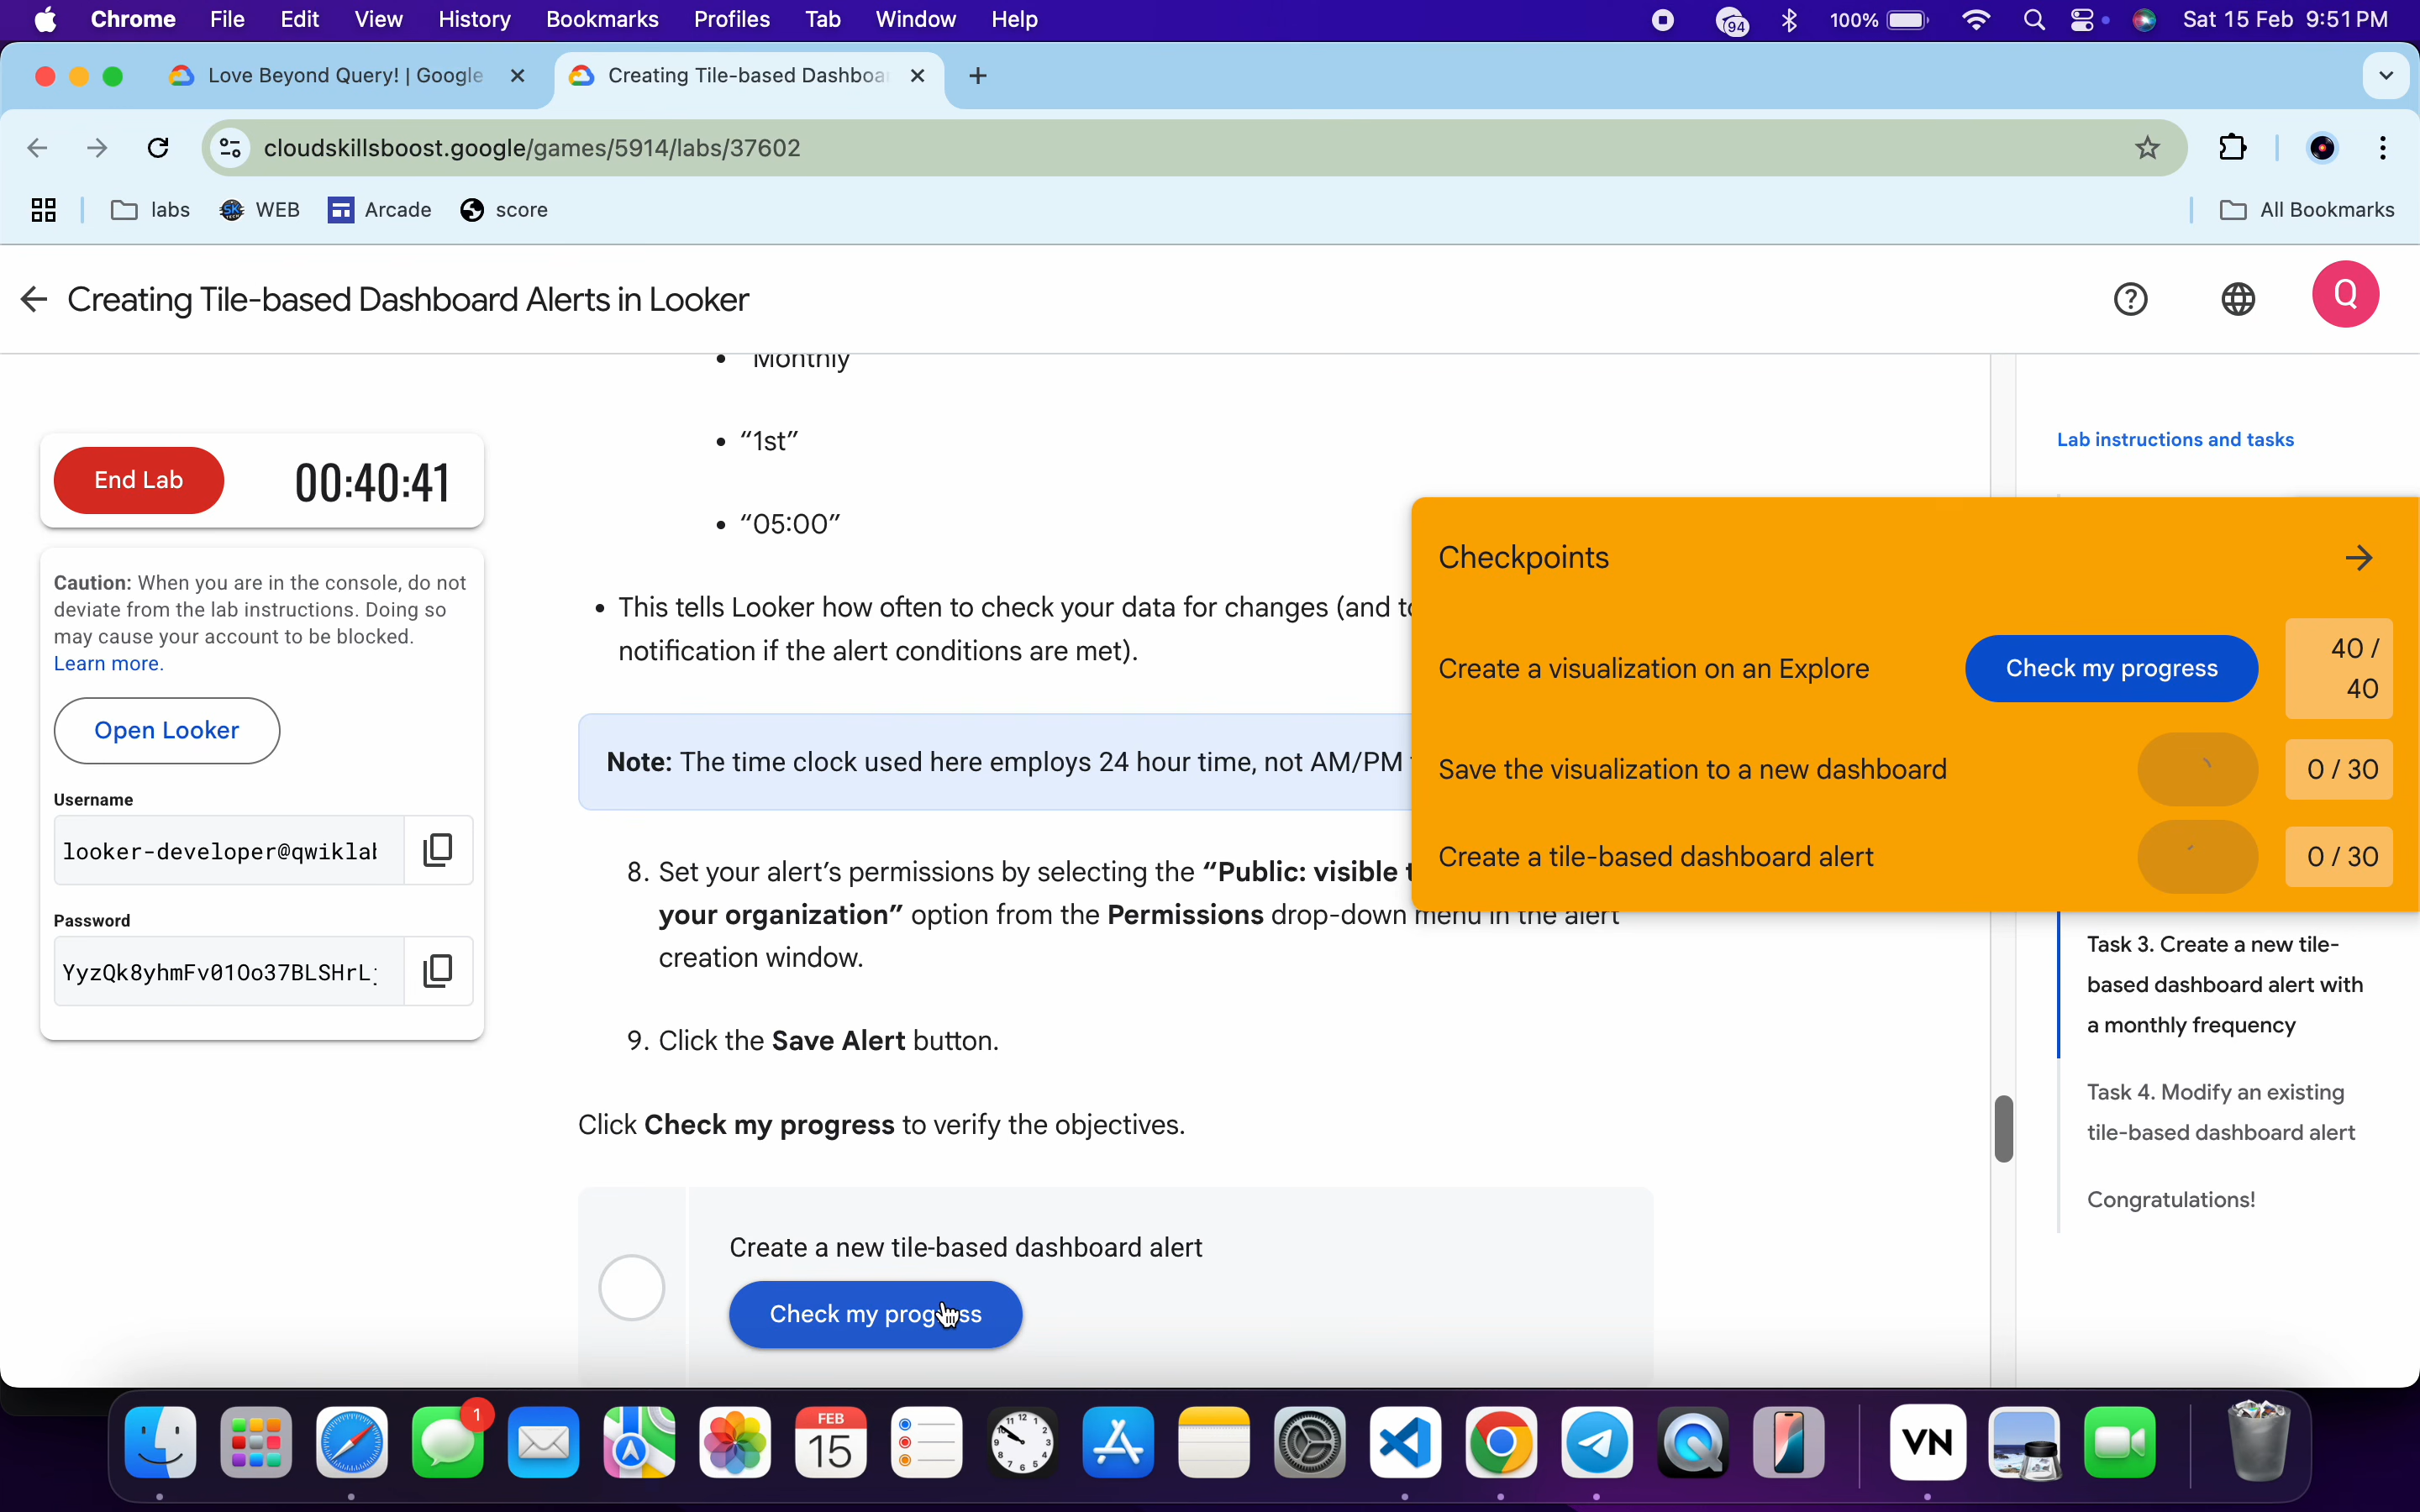 Chrome File Edit View History Bookmarks Profiles Tab Window Help 94 100% Sat 15 Feb 9:51 PM
Love Beyond Query! | Google
Creating Tile-based Dashboa
cloudskillsboost.google/games/5914/labs/37602
labs WEB Arcade score All Bookmarks
Creating Tile-based Dashboard Alerts in Looker
Q
End Lab 00:40:41
Caution: When you are in the console, do not
deviate from the lab instructions. Doing so
may cause your account to be blocked.
Learn more.
Open Looker
Username
looker-developer@qwiklal
Password
YyzQk8yhmFv01Oo37BLSHrL
• "Monthly
• “1st”
• “05:00”
• This tells Looker how often to check your data for changes (and to
notification if the alert conditions are met).
Note: The time clock used here employs 24 hour time, not AM/PM
8. Set your alert’s permissions by selecting the “Public: visible t
your organization” option from the Permissions drop-down menu in the alert
creation window.
9. Click the Save Alert button.
Click Check my progress to verify the objectives.
Create a new tile-based dashboard alert
Check my progress
Lab instructions and tasks
Checkpoints
Create a visualization on an Explore Check my progress 40 /
40
Save the visualization to a new dashboard 0 / 30
Create a tile-based dashboard alert 0 / 30
Task 3. Create a new tile-
based dashboard alert with
a monthly frequency
Task 4. Modify an existing
tile-based dashboard alert
Congratulations!
1
FEB
15
VN